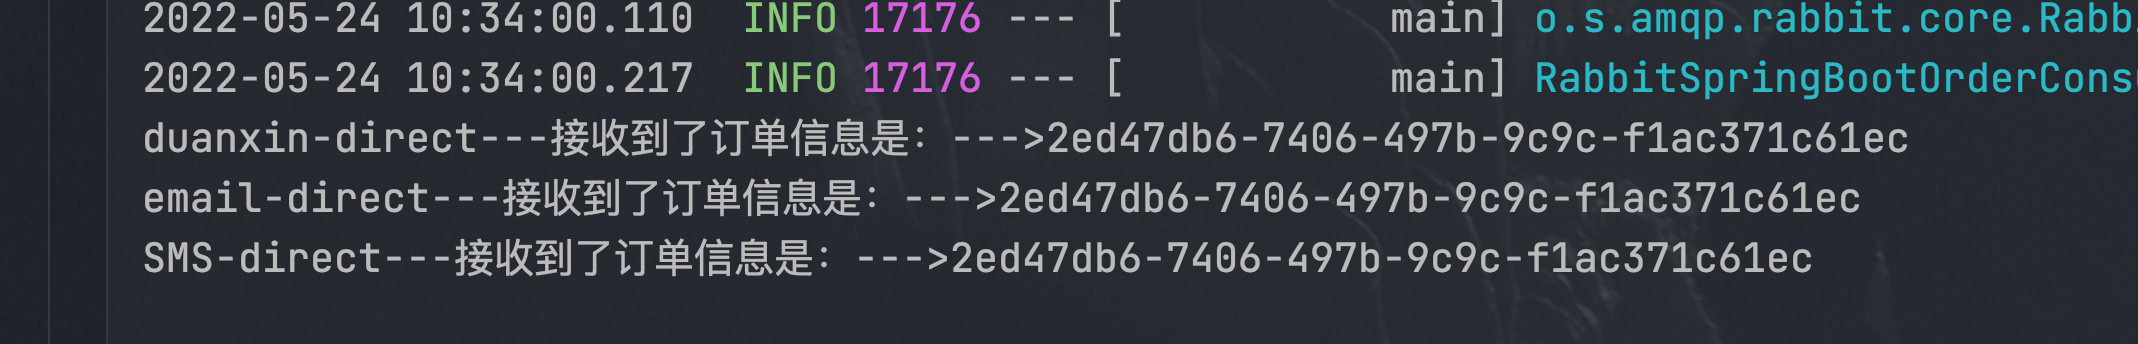 2022-05-24 10:34:00.110  INFO 17176 --- [           main] o.s.amqp.rabbit.core.Rabb
2022-05-24 10:34:00.217  INFO 17176 --- [           main] RabbitSpringBootOrderCons
duanxin-direct---接收到了订单信息是：--->2ed47db6-7406-497b-9c9c-f1ac371c61ec
email-direct---接收到了订单信息是：--->2ed47db6-7406-497b-9c9c-f1ac371c61ec
SMS-direct---接收到了订单信息是：--->2ed47db6-7406-497b-9c9c-f1ac371c61ec